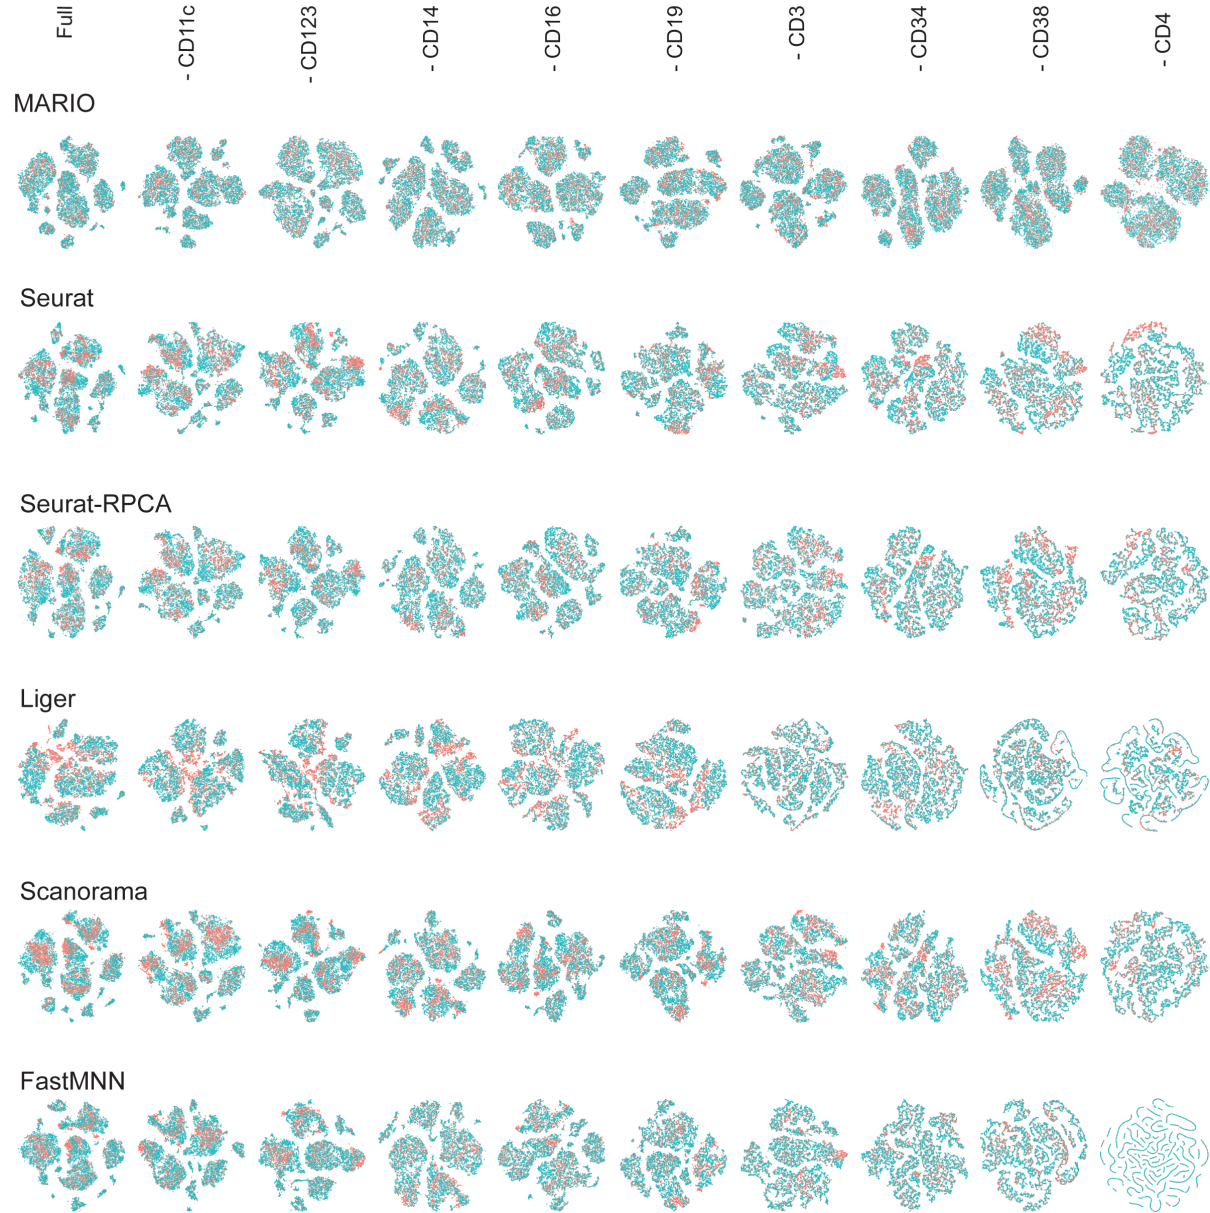 Full
- CD11c
- CD123
- CD14
- CD16
- CD19
- CD3
- CD34
- CD38
- CD4
MARIO
Seurat
Seurat-RPCA
Liger
Scanorama
FastMNN